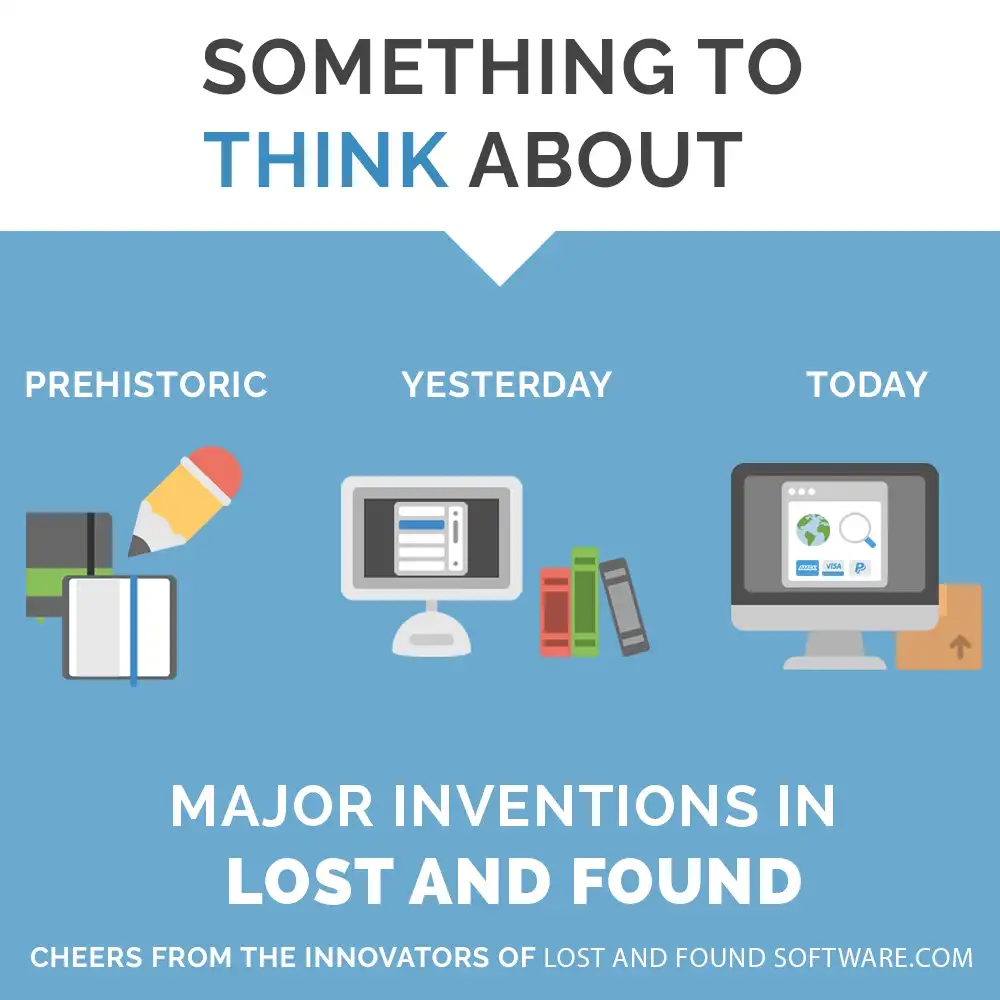 SOMETHING TO
THINK ABOUT
PREHISTORIC
YESTERDAY
TODAY
VISA
MAJOR INVENTIONS IN
LOST AND FOUND
CHEERS FROM THE INNOVATORS OF LOST AND FOUND SOFTWARE.COM